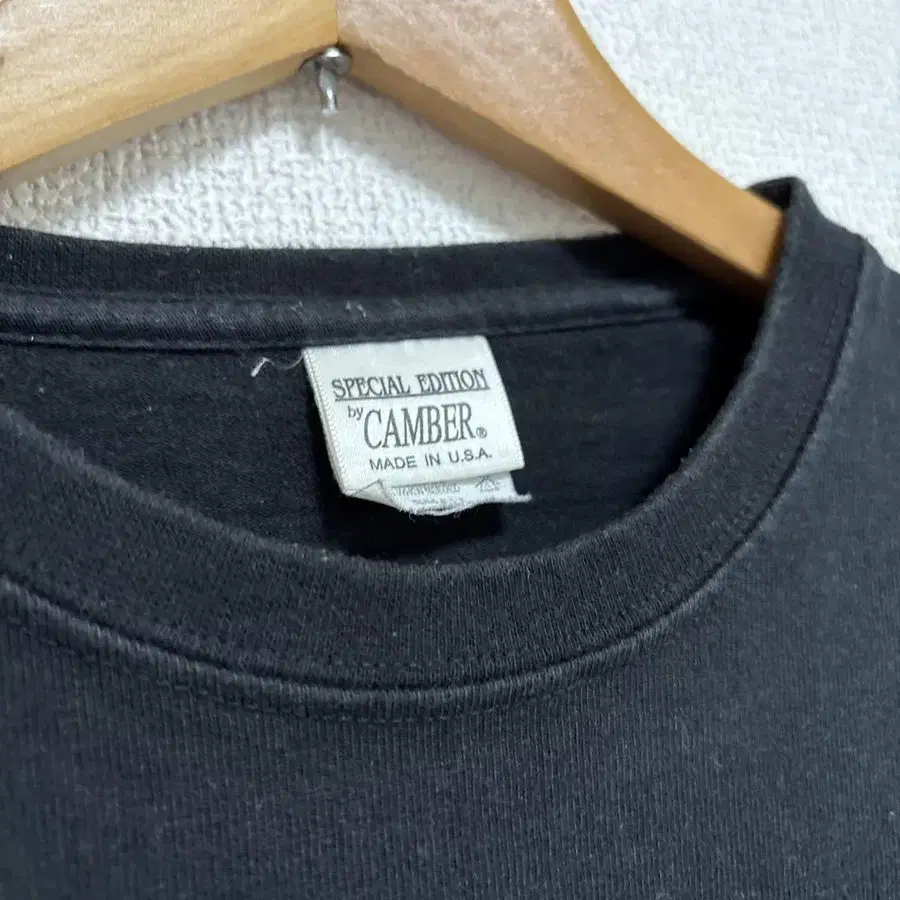 SPECIAL EDITION
by CAMBER®
MADE IN U.S.A.